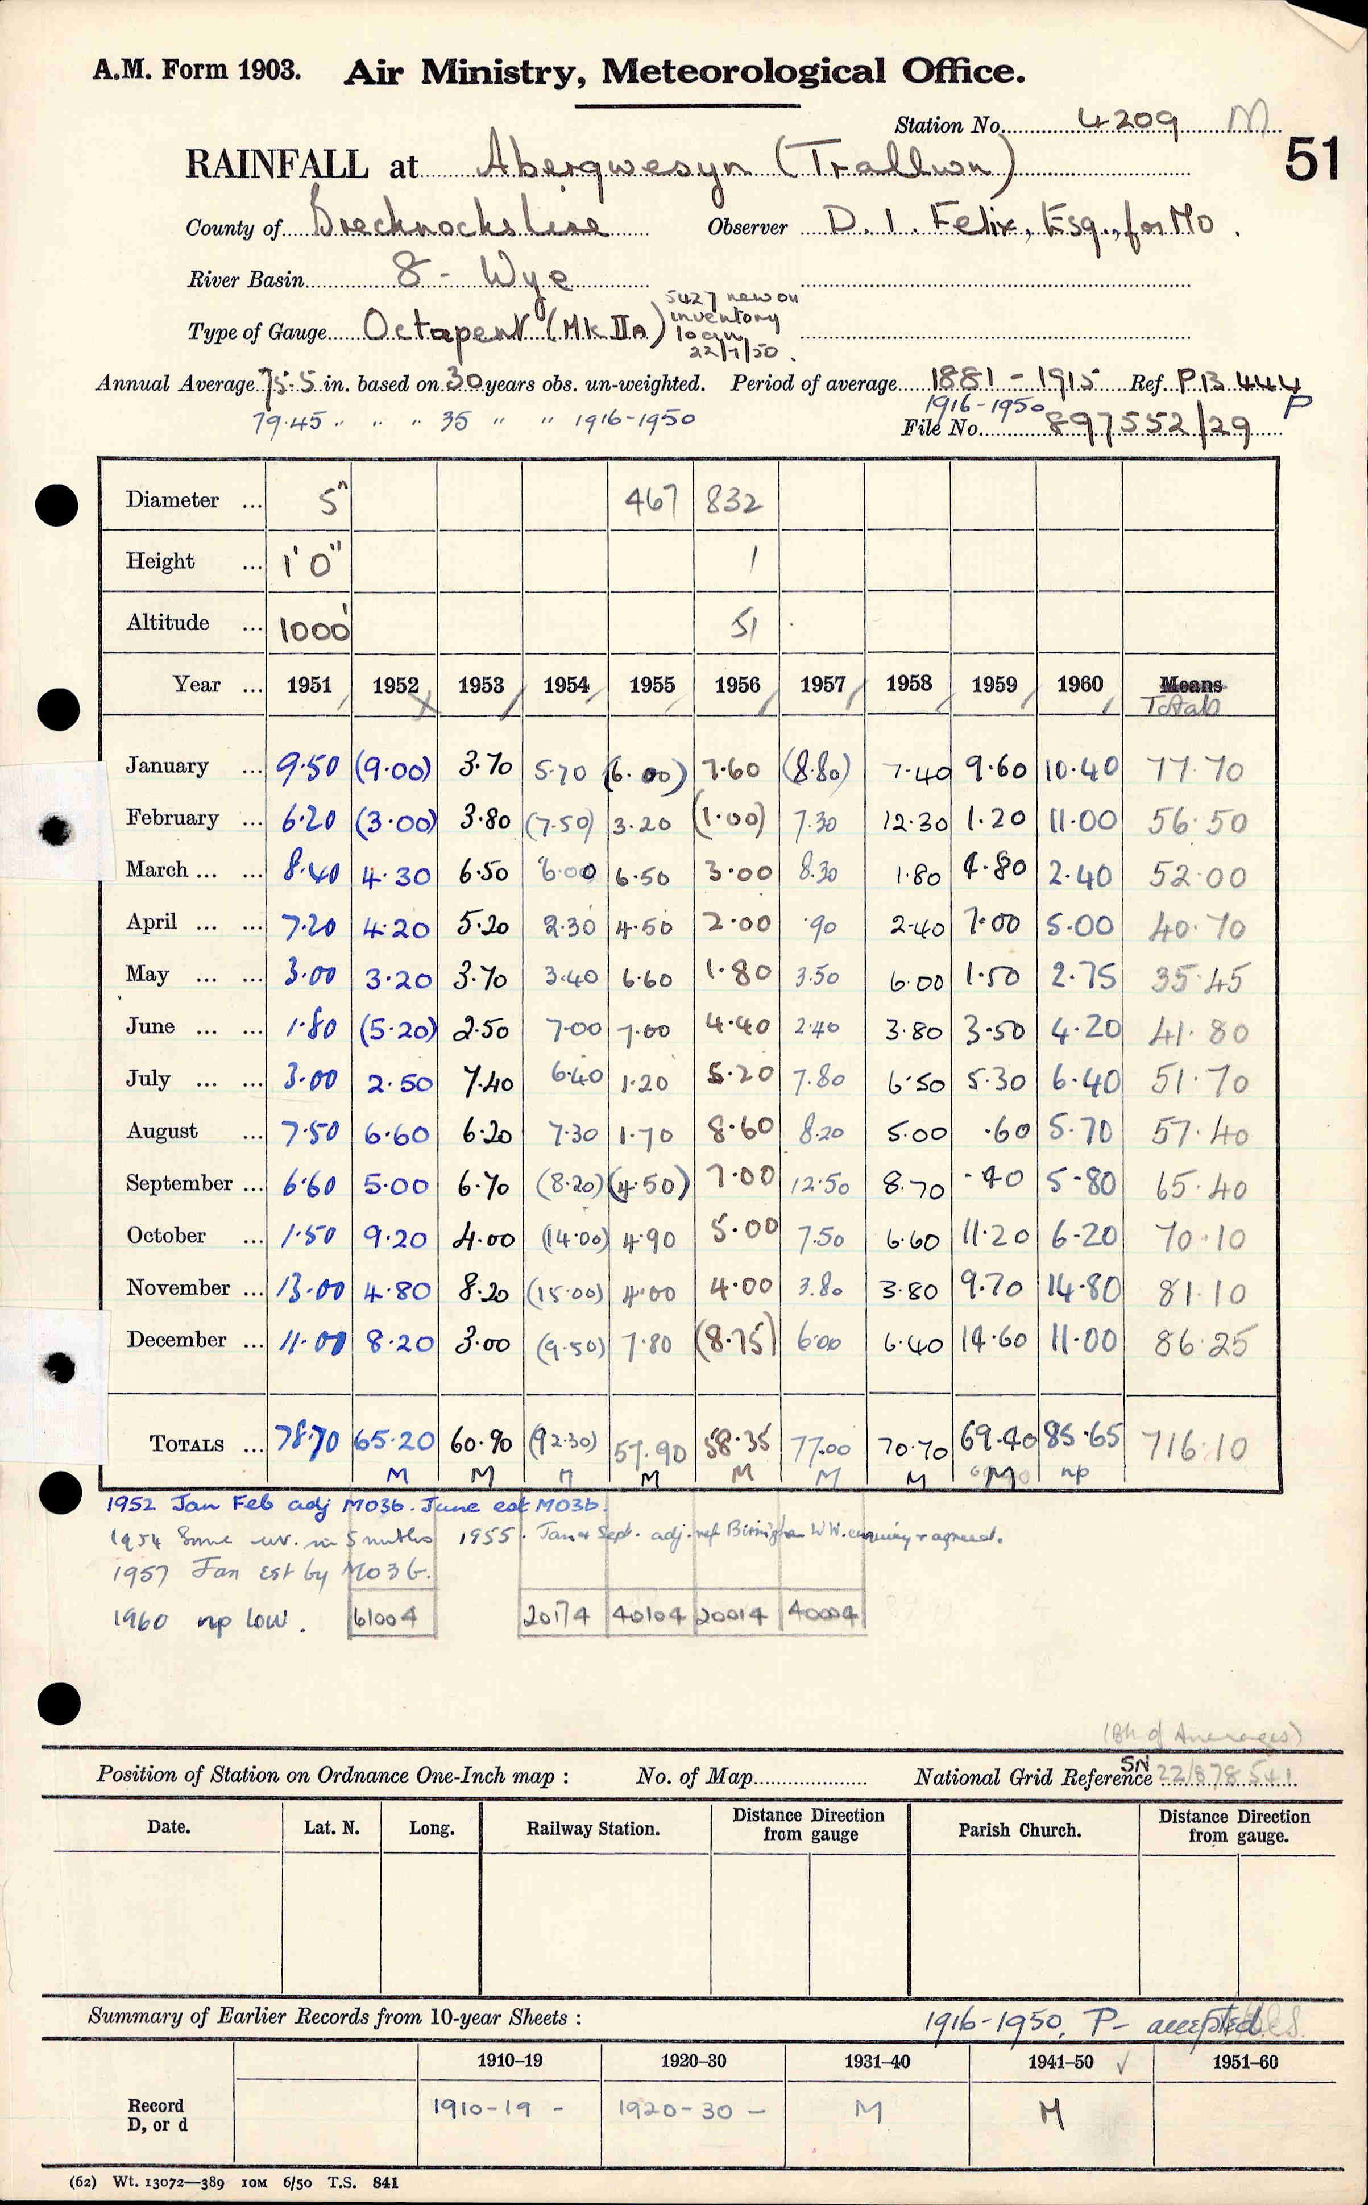 A.M. Form 1903. Air Ministry, Meteorological Office.
Station No. 4209 M
51
RAINFALL at Abergwesyn (Trallwn)
County of Brecknockshire Observer D. I. Felix, Esq., for MO.
River Basin 8 - Wye
Type of Gauge Octapent (Mk IIA) 5427 new on inventory loan 22/7/50.
Annual Average 75.5 in. based on 30 years obs. un-weighted. Period of average 1881-1915 Ref. PB 444
79.45 " " " 35 " " 1916-1950 1916-1950 P
File No. 897552/29
Diameter ... 5" 467 832
Height ... 1'0" 1
Altitude ... 1000' 51
Year ... 1951 1952 1953 1954 1955 1956 1957 1958 1959 1960 Means Totals
January ... 9.50 (9.00) 3.70 5.70 (6.00) 7.60 (8.80) 7.40 9.60 10.40 77.70
February ... 6.20 (3.00) 3.80 (7.50) 3.20 (1.00) 7.30 12.30 1.20 11.00 56.50
March ... ... 8.40 4.30 6.50 6.00 6.50 3.00 8.30 1.80 4.80 2.40 52.00
April ... ... 7.20 4.20 5.20 2.30 4.50 2.00 .90 2.40 7.00 5.00 40.70
May ... ... 3.00 3.20 3.70 3.40 6.60 1.80 3.50 6.00 1.50 2.75 35.45
June ... ... 1.80 (5.20) 2.50 7.00 7.00 4.40 2.40 3.80 3.50 4.20 41.80
July ... ... 3.00 2.50 7.40 6.40 1.20 5.20 7.80 6.50 5.30 6.40 51.70
August ... 7.50 6.60 6.20 7.30 1.70 8.60 8.20 5.00 .60 5.70 57.40
September ... 6.60 5.00 6.70 (8.20) (4.50) 7.00 12.50 8.70 .40 5.80 65.40
October ... 1.50 9.20 4.00 (14.00) 4.90 5.00 7.50 6.60 11.20 6.20 70.10
November ... 13.00 4.80 8.20 (15.00) 4.00 4.00 3.80 3.80 9.70 14.80 81.10
December ... 11.00 8.20 3.00 (9.50) 7.80 (8.75) 6.00 6.40 14.60 11.00 86.25
TOTALS ... 78.70 65.20 60.90 (92.30) 57.90 58.35 77.00 70.70 69.40 85.65 716.10
M M M M M M M M np
1952 Jan Feb adj MO3b. June est MO3b.
1954 Some in 5 mnths 1955. Jan & Sept. adj. ref W.W. enquiry & agreed.
1957 Jan est by MO3b.
1960 np low. 61004 20174 40104 20014 40004
(Bk of Averages)
Position of Station on Ordnance One-Inch map : No. of Map National Grid Reference SN 22/878541
Date. Lat. N. Long. Railway Station. Distance Direction from gauge Parish Church. Distance Direction from gauge.
Summary of Earlier Records from 10-year Sheets : 1916-1950, P- accepted
1910–19 1920–30 1931–40 1941–50 ✓ 1951–60
Record D, or d 1910-19 - 1920-30 - M M
(62) Wt. 13072—389 10M 6/50 T.S. 841